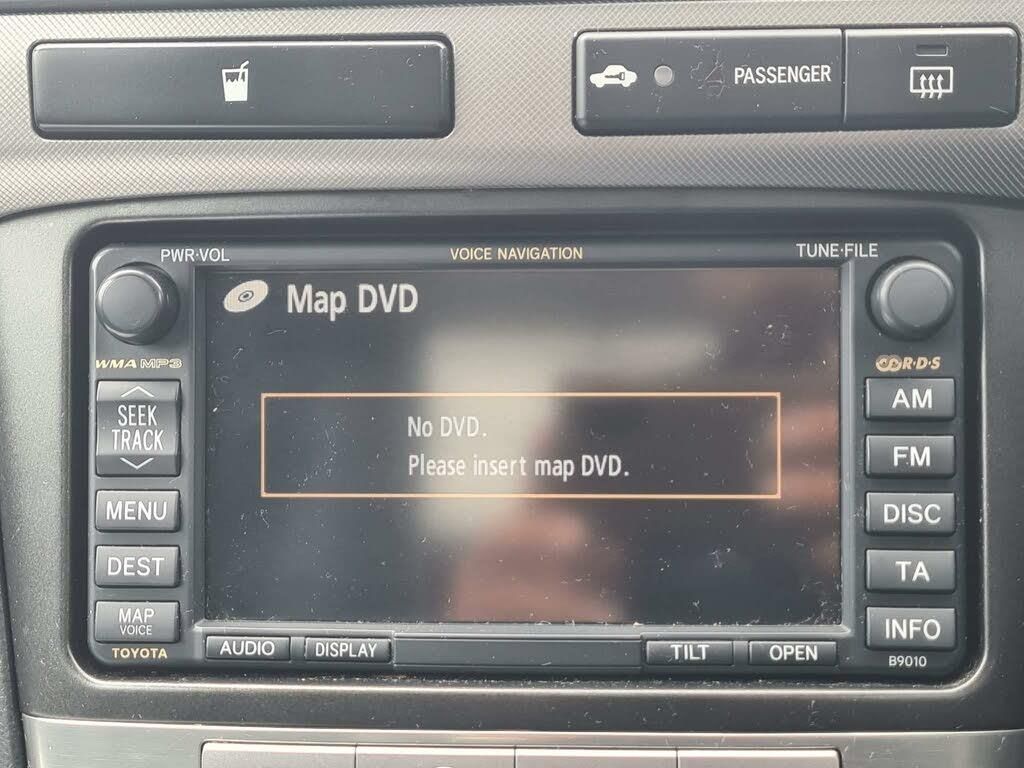 PASSENGER
PWR·VOL
VOICE NAVIGATION
TUNE·FILE
Map DVD
WMA MP3
R·D·S
SEEK
TRACK
AM
No DVD.
Please insert map DVD.
FM
MENU
DISC
DEST
TA
MAP
VOICE
INFO
TOYOTA
AUDIO
DISPLAY
TILT
OPEN
B9010